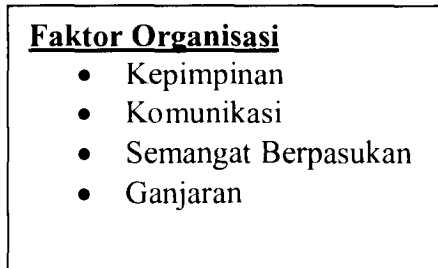 Faktor Organisasi
• Kepimpinan
• Komunikasi
• Semangat Berpasukan
• Ganjaran